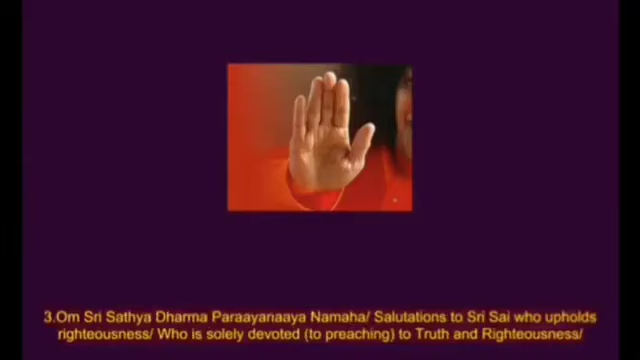 3.Om Sri Sathya Dharma Paraayanaaya Namaha/ Salutations to Sri Sai who upholds
righteousness/ Who is solely devoted (to preaching) to Truth and Righteousness/